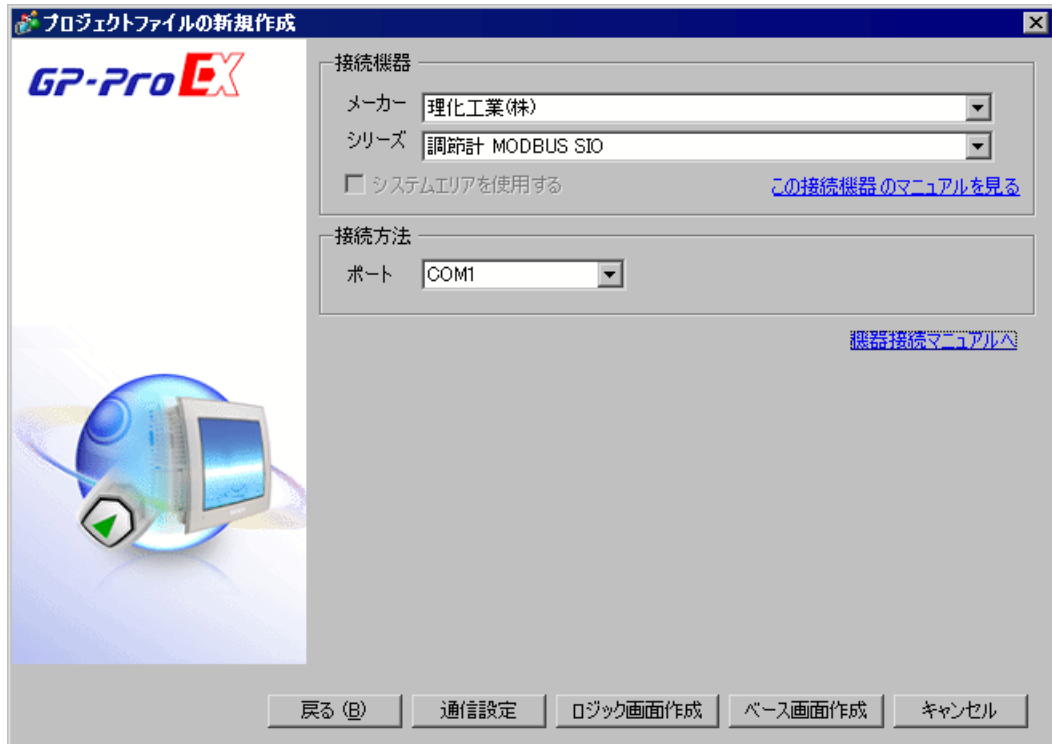 プロジェクトファイルの新規作成
GP-Pro EX
接続機器
メーカー 理化工業(株)
シリーズ 調節計 MODBUS SIO
システムエリアを使用する この接続機器のマニュアルを見る
接続方法
ポート COM1
機器接続マニュアルへ
戻る (B) 通信設定 ロジック画面作成 ベース画面作成 キャンセル